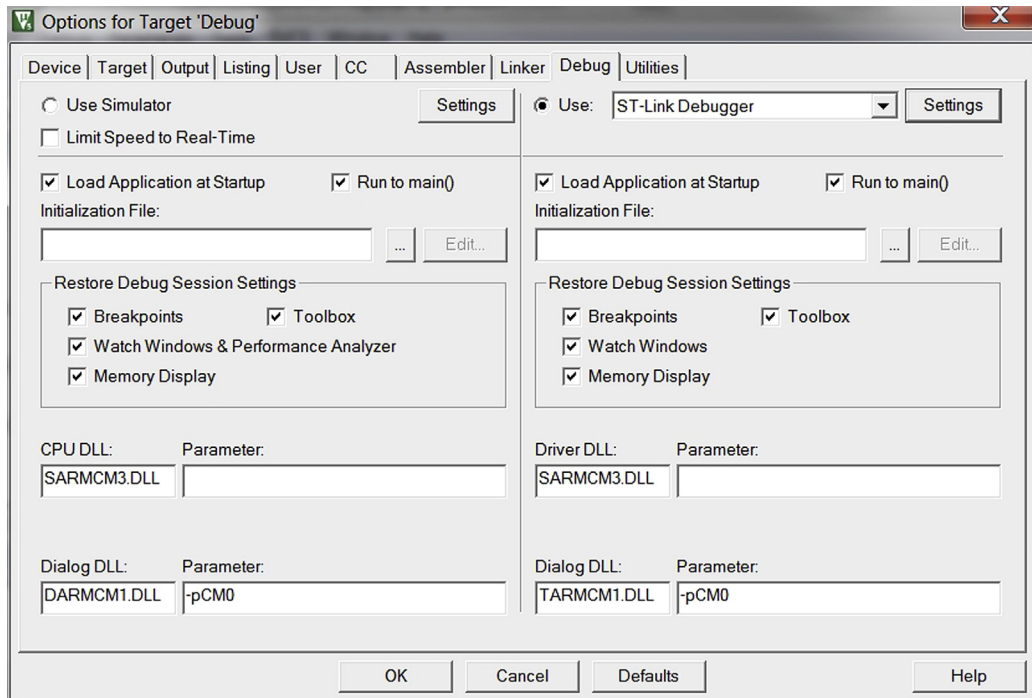 Options for Target 'Debug'
X
Device Target Output Listing User CC Assembler Linker Debug Utilities
Use Simulator Settings
Limit Speed to Real-Time
Load Application at Startup Run to main()
Initialization File:
... Edit...
Restore Debug Session Settings
Breakpoints Toolbox
Watch Windows & Performance Analyzer
Memory Display
CPU DLL: Parameter:
SARMCM3.DLL
Dialog DLL: Parameter:
DARMCM1.DLL -pCM0
Use: ST-Link Debugger Settings
Load Application at Startup Run to main()
Initialization File:
... Edit...
Restore Debug Session Settings
Breakpoints Toolbox
Watch Windows
Memory Display
Driver DLL: Parameter:
SARMCM3.DLL
Dialog DLL: Parameter:
TARMCM1.DLL -pCM0
OK Cancel Defaults Help